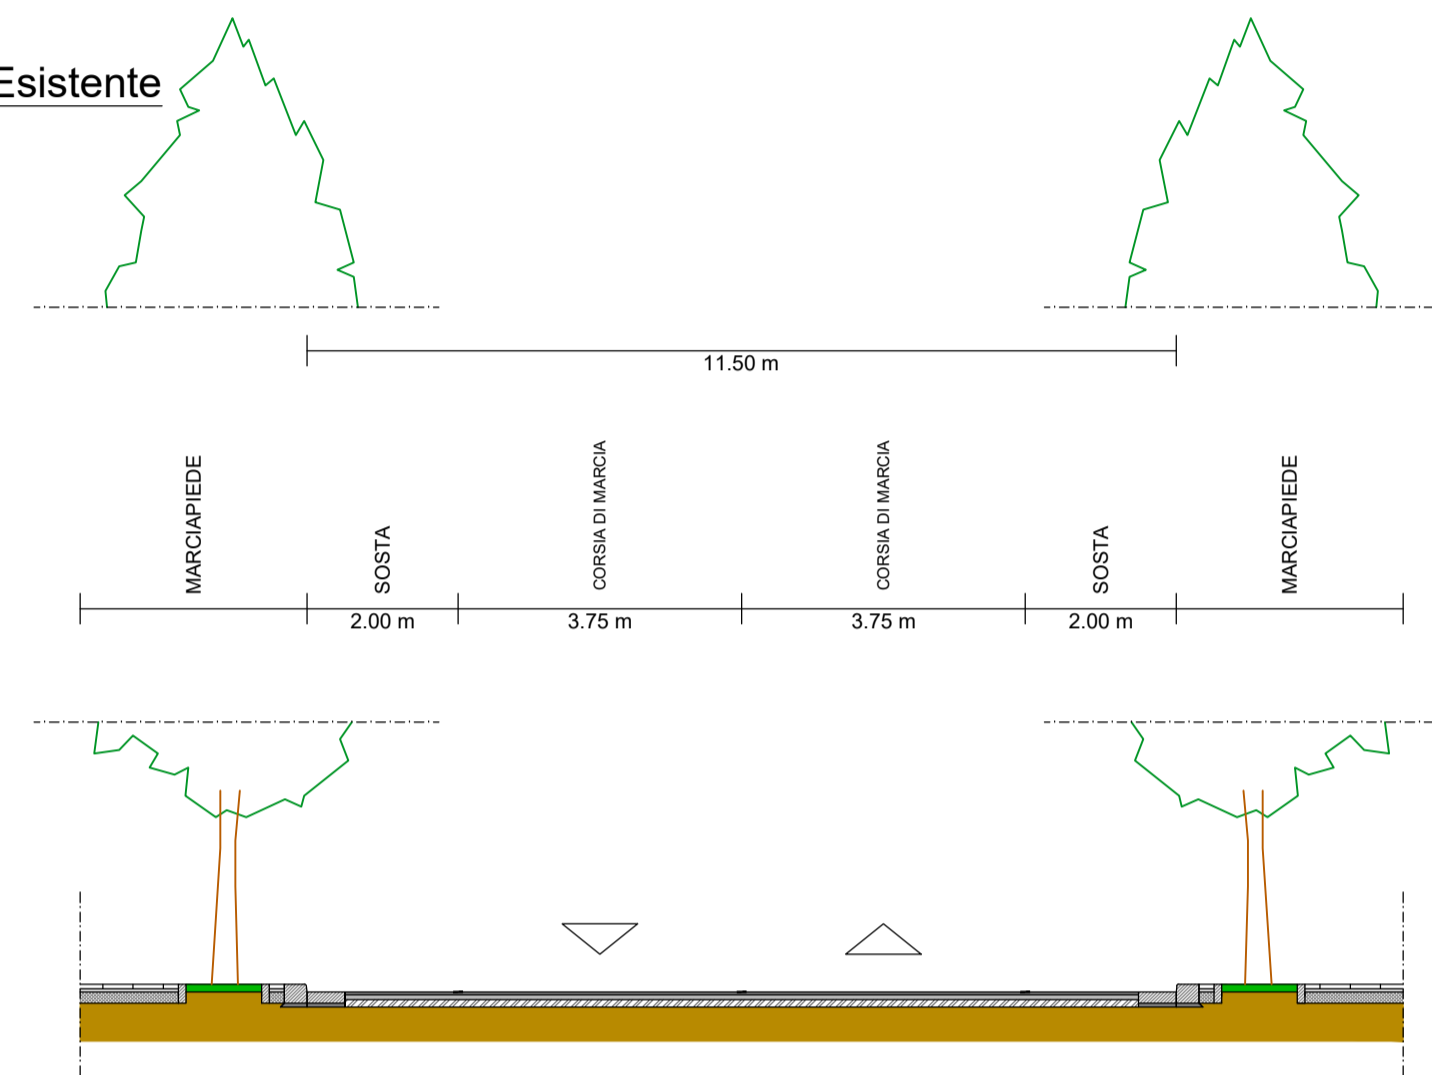 Esistente
11.50 m
MARCIAPIEDE
SOSTA
CORSIA DI MARCIA
CORSIA DI MARCIA
SOSTA
MARCIAPIEDE
2.00 m
3.75 m
3.75 m
2.00 m